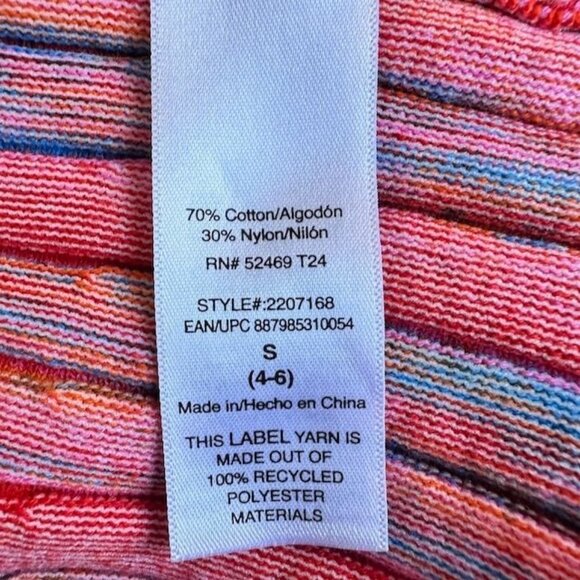 70% Cotton/Algodón
30% Nylon/Nilón
RN# 52469 T24
STYLE#:2207168
EAN/UPC 887985310054
S
(4-6)
Made in/Hecho en China
THIS LABEL YARN IS
MADE OUT OF
100% RECYCLED
POLYESTER
MATERIALS